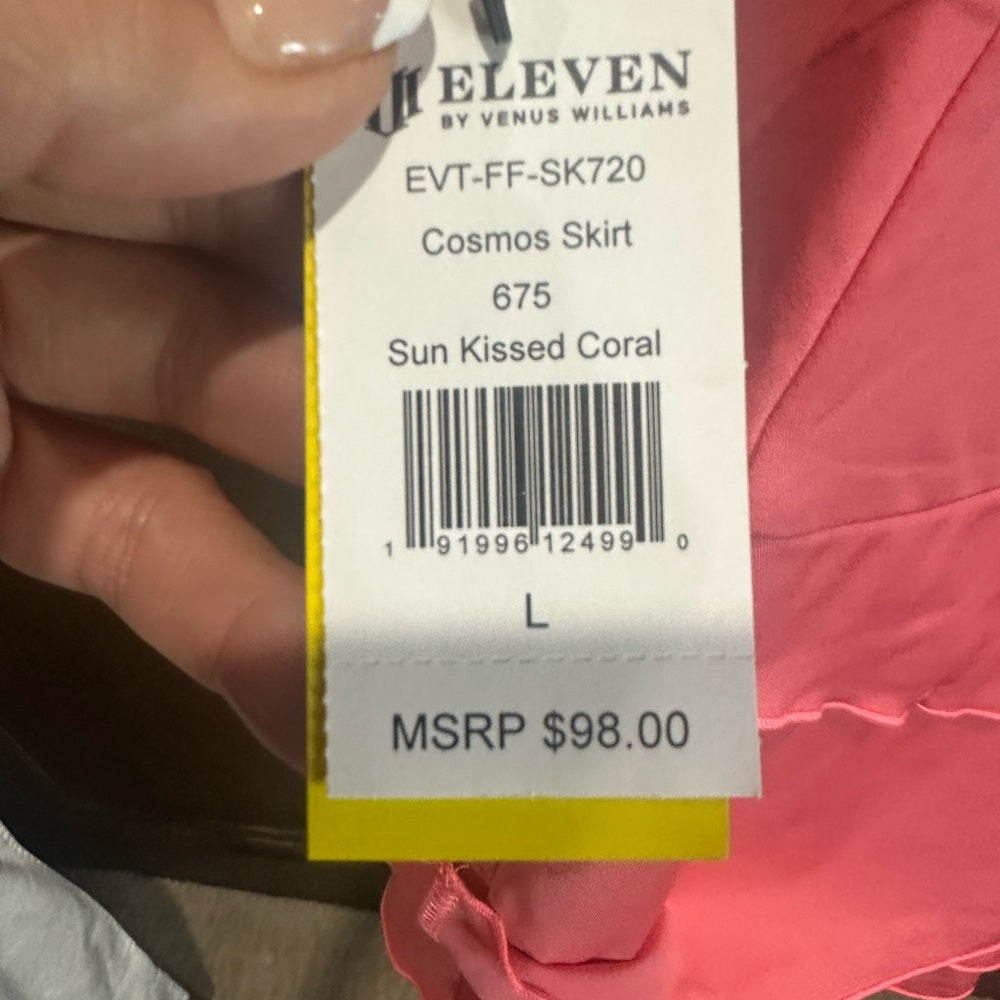 ELEVEN
BY VENUS WILLIAMS
EVT-FF-SK720
Cosmos Skirt
675
Sun Kissed Coral
1 91996 12499 0
L
MSRP $98.00